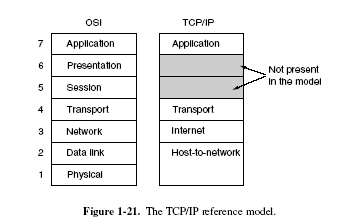 OSI TCP/IP
7 Application Application
6 Presentation
Not present
in the model
5 Session
4 Transport Transport
3 Network Internet
2 Data link Host-to-network
1 Physical
Figure 1-21. The TCP/IP reference model.